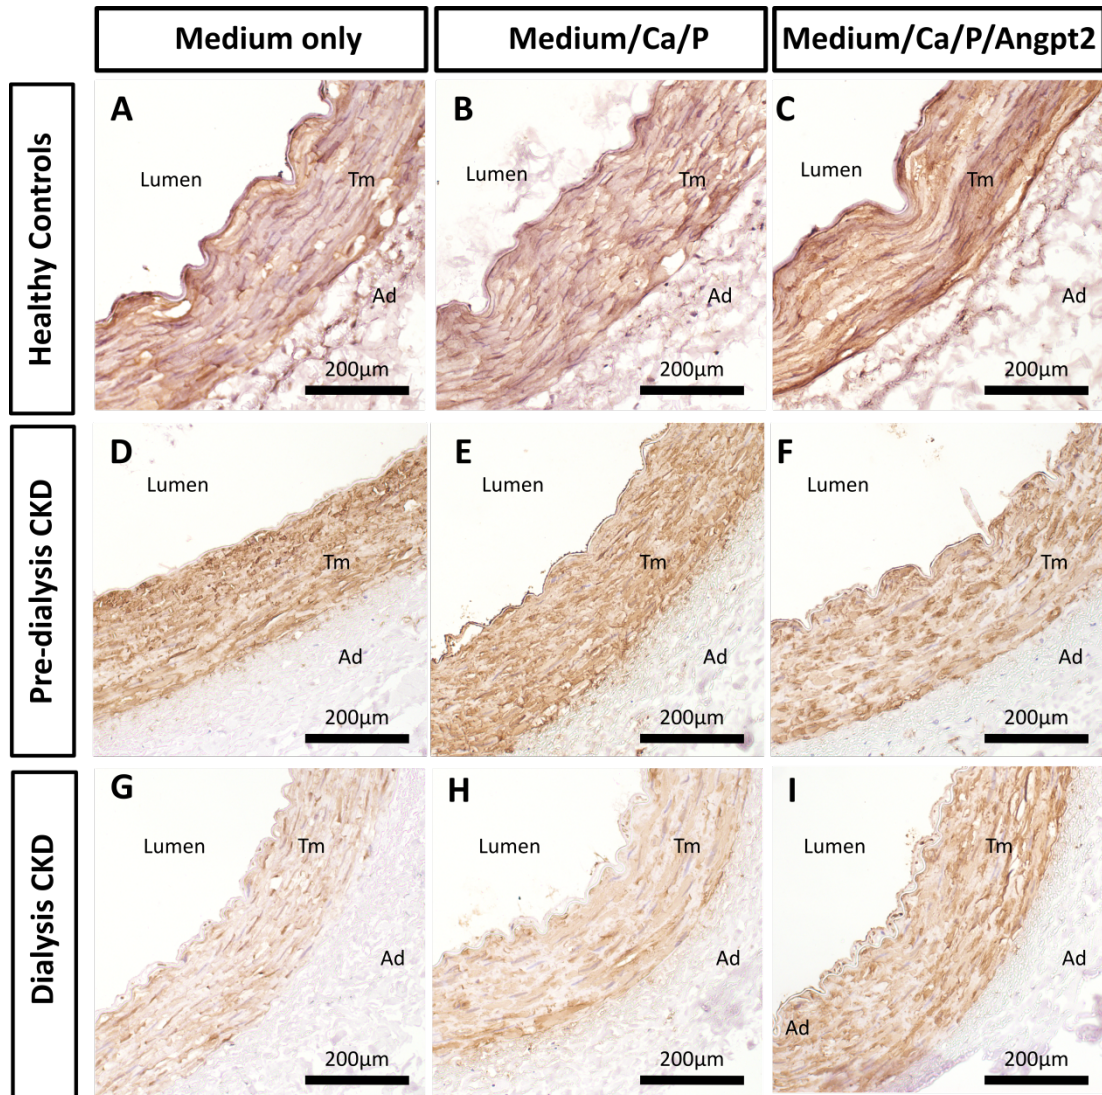 Medium only
Medium/Ca/P
Medium/Ca/P/Angpt2
Healthy Controls
A
Lumen
Tm
Ad
200µm
B
Lumen
Tm
Ad
200µm
C
Lumen
Tm
Ad
200µm
Pre-dialysis CKD
D
Lumen
Tm
Ad
200µm
E
Lumen
Tm
Ad
200µm
F
Lumen
Tm
Ad
200µm
Dialysis CKD
G
Lumen
Tm
Ad
200µm
H
Lumen
Tm
Ad
200µm
I
Lumen
Tm
Ad
Ad
200µm